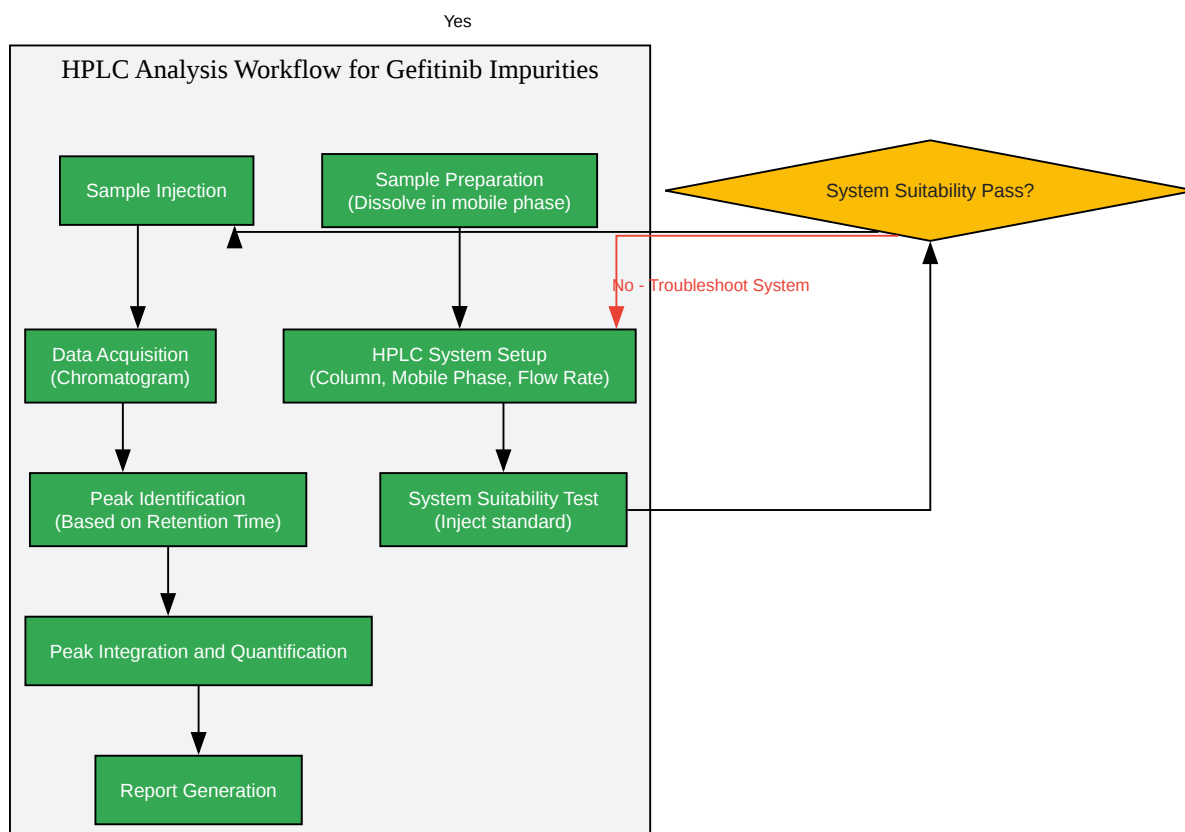 Yes
HPLC Analysis Workflow for Gefitinib Impurities
Sample Injection
Sample Preparation
(Dissolve in mobile phase)
System Suitability Pass?
No - Troubleshoot System
Data Acquisition
(Chromatogram)
HPLC System Setup
(Column, Mobile Phase, Flow Rate)
Peak Identification
(Based on Retention Time)
System Suitability Test
(Inject standard)
Peak Integration and Quantification
Report Generation